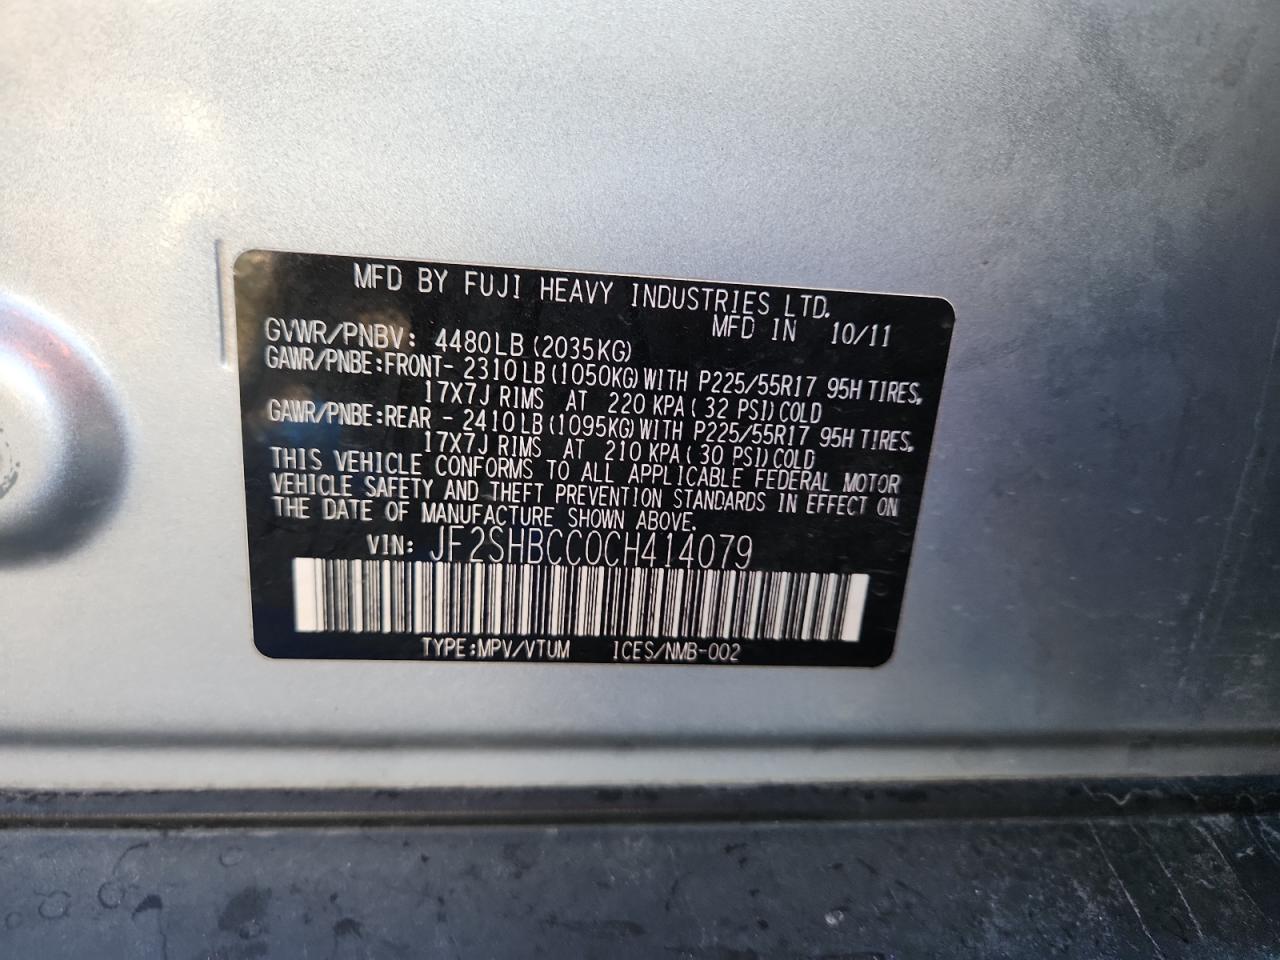 MFD BY FUJI HEAVY INDUSTRIES LTD.
MFD IN 10/11
GVWR/PNBV: 4480LB(2035KG)
GAWR/PNBE:FRONT- 2310LB(1050KG)WITH P225/55R17 95H TIRES,
17X7J RIMS AT 220 KPA(32 PSI)COLD
GAWR/PNBE:REAR - 2410LB(1095KG)WITH P225/55R17 95H TIRES,
17X7J RIMS AT 210 KPA(30 PSI)COLD
THIS VEHICLE CONFORMS TO ALL APPLICABLE FEDERAL MOTOR
VEHICLE SAFETY AND THEFT PREVENTION STANDARDS IN EFFECT ON
THE DATE OF MANUFACTURE SHOWN ABOVE.
VIN: JF2SHBCC0CH414079
TYPE:MPV/VTUM ICES/NMB-002